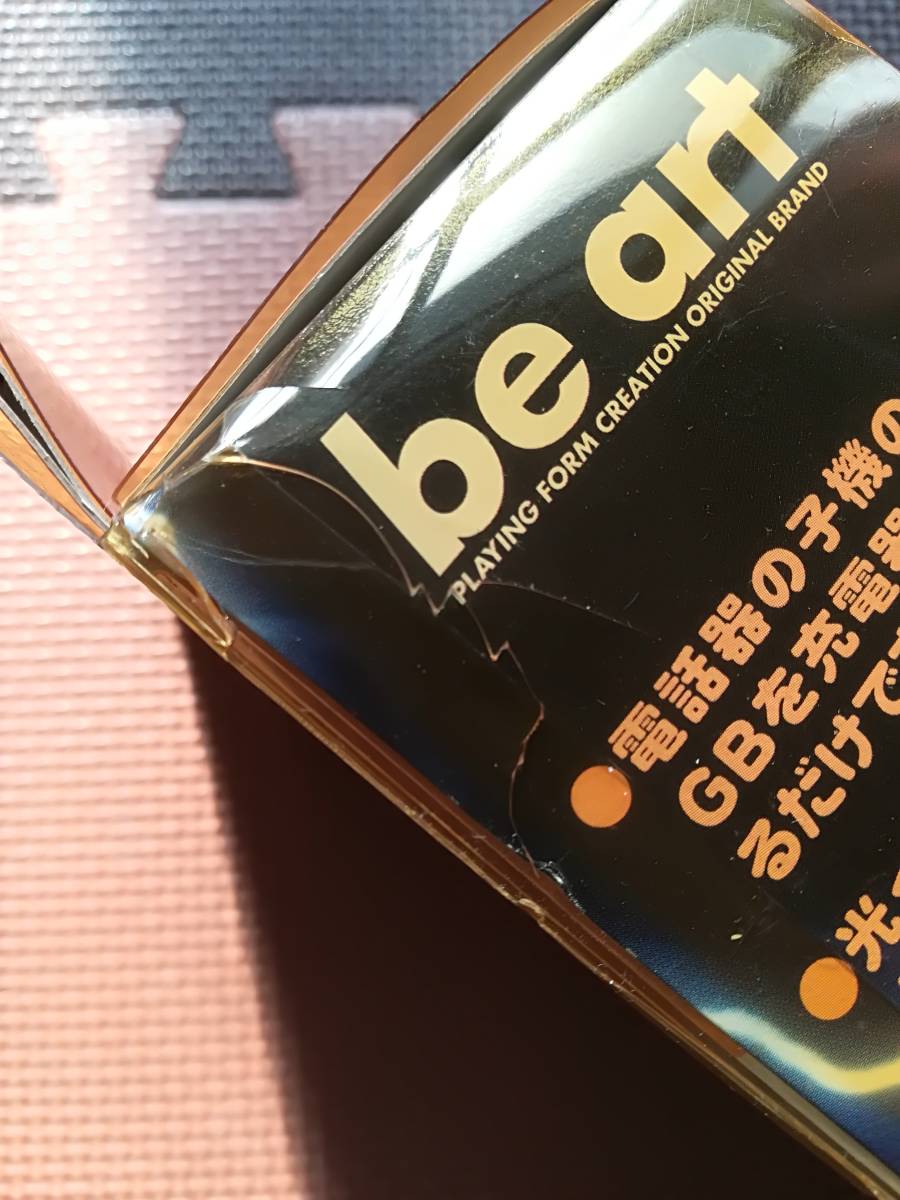 be art
PLAYING FORM CREATION ORIGINAL BRAND
●電話器の子機の
GBを充電器
るだけで
●光